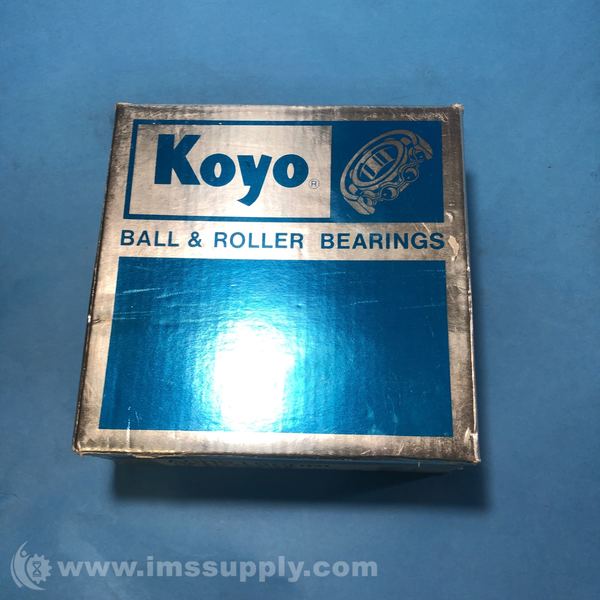 Koyo ®
BALL & ROLLER BEARINGS
www.imssupply.com